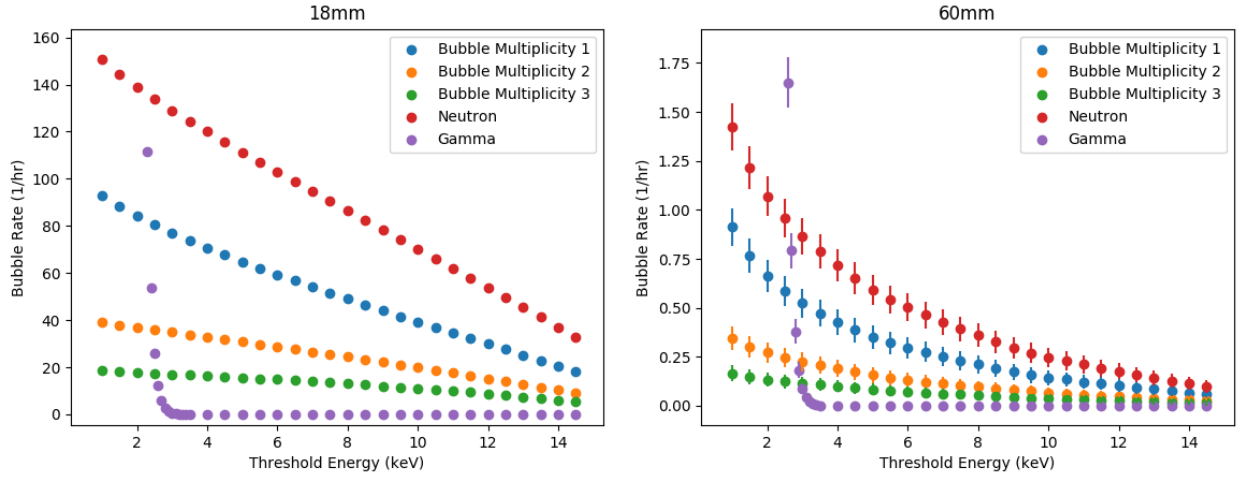 18mm
160
140
120
100
80
60
40
20
0
Bubble Rate (1/hr)
2 4 6 8 10 12 14
Threshold Energy (keV)
Bubble Multiplicity 1
Bubble Multiplicity 2
Bubble Multiplicity 3
Neutron
Gamma
60mm
1.75
1.50
1.25
1.00
0.75
0.50
0.25
0.00
Bubble Rate (1/hr)
2 4 6 8 10 12 14
Threshold Energy (keV)
Bubble Multiplicity 1
Bubble Multiplicity 2
Bubble Multiplicity 3
Neutron
Gamma